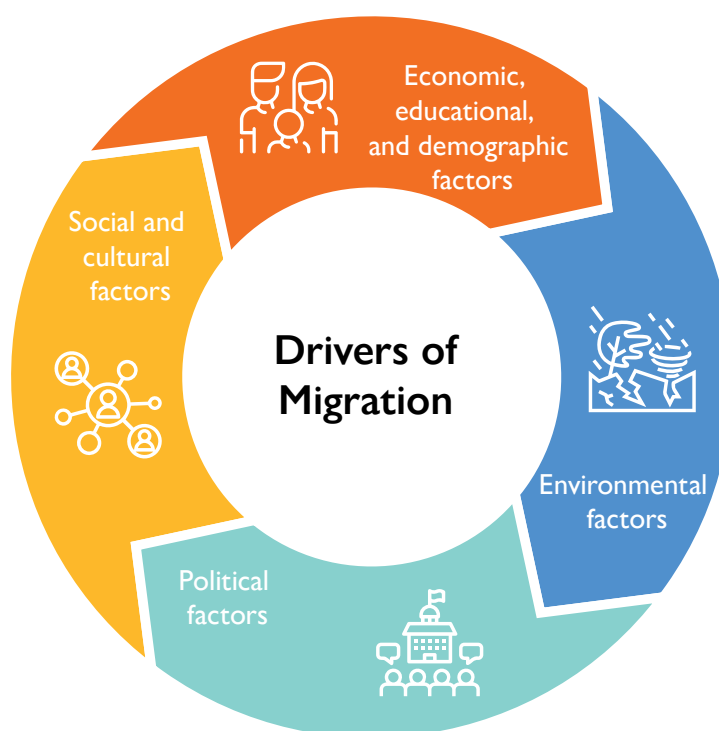 Economic,
educational,
and demographic
factors
Social and
cultural
factors
Drivers of
Migration
Environmental
factors
Political
factors